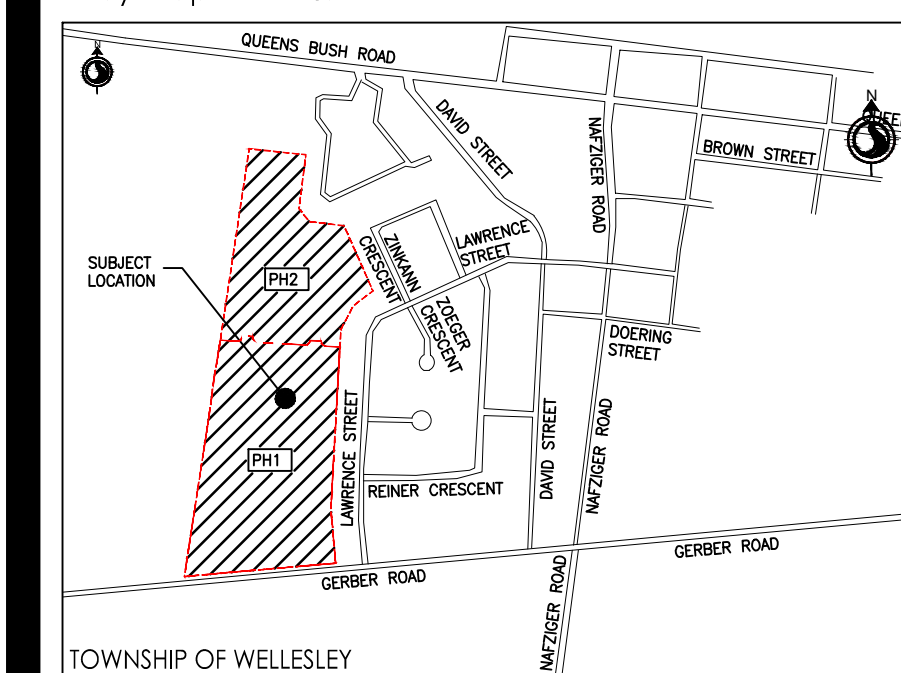 QUEENS BUSH ROAD
N
N
DAVID STREET
NAFZIGER ROAD
BROWN STREET
SUBJECT
LOCATION
PH2
ZINKANN
CRESCENT
LAWRENCE
STREET
ZOEGER
CRESCENT
DOERING
STREET
PH1
LAWRENCE STREET
DAVID STREET
NAFZIGER ROAD
REINER CRESCENT
GERBER ROAD
GERBER ROAD
NAFZIGER ROAD
TOWNSHIP OF WELLESLEY